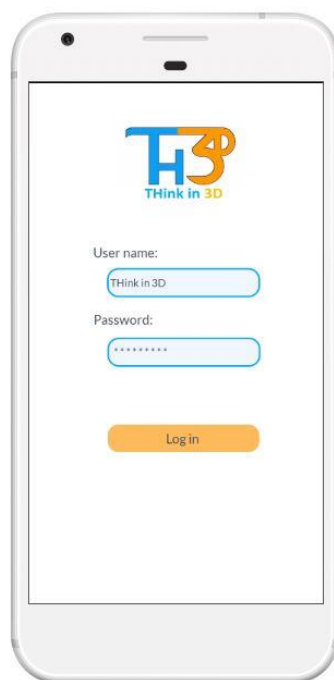 TH3D
THink in 3D
User name:
THink in 3D
Password:
*********
Log in